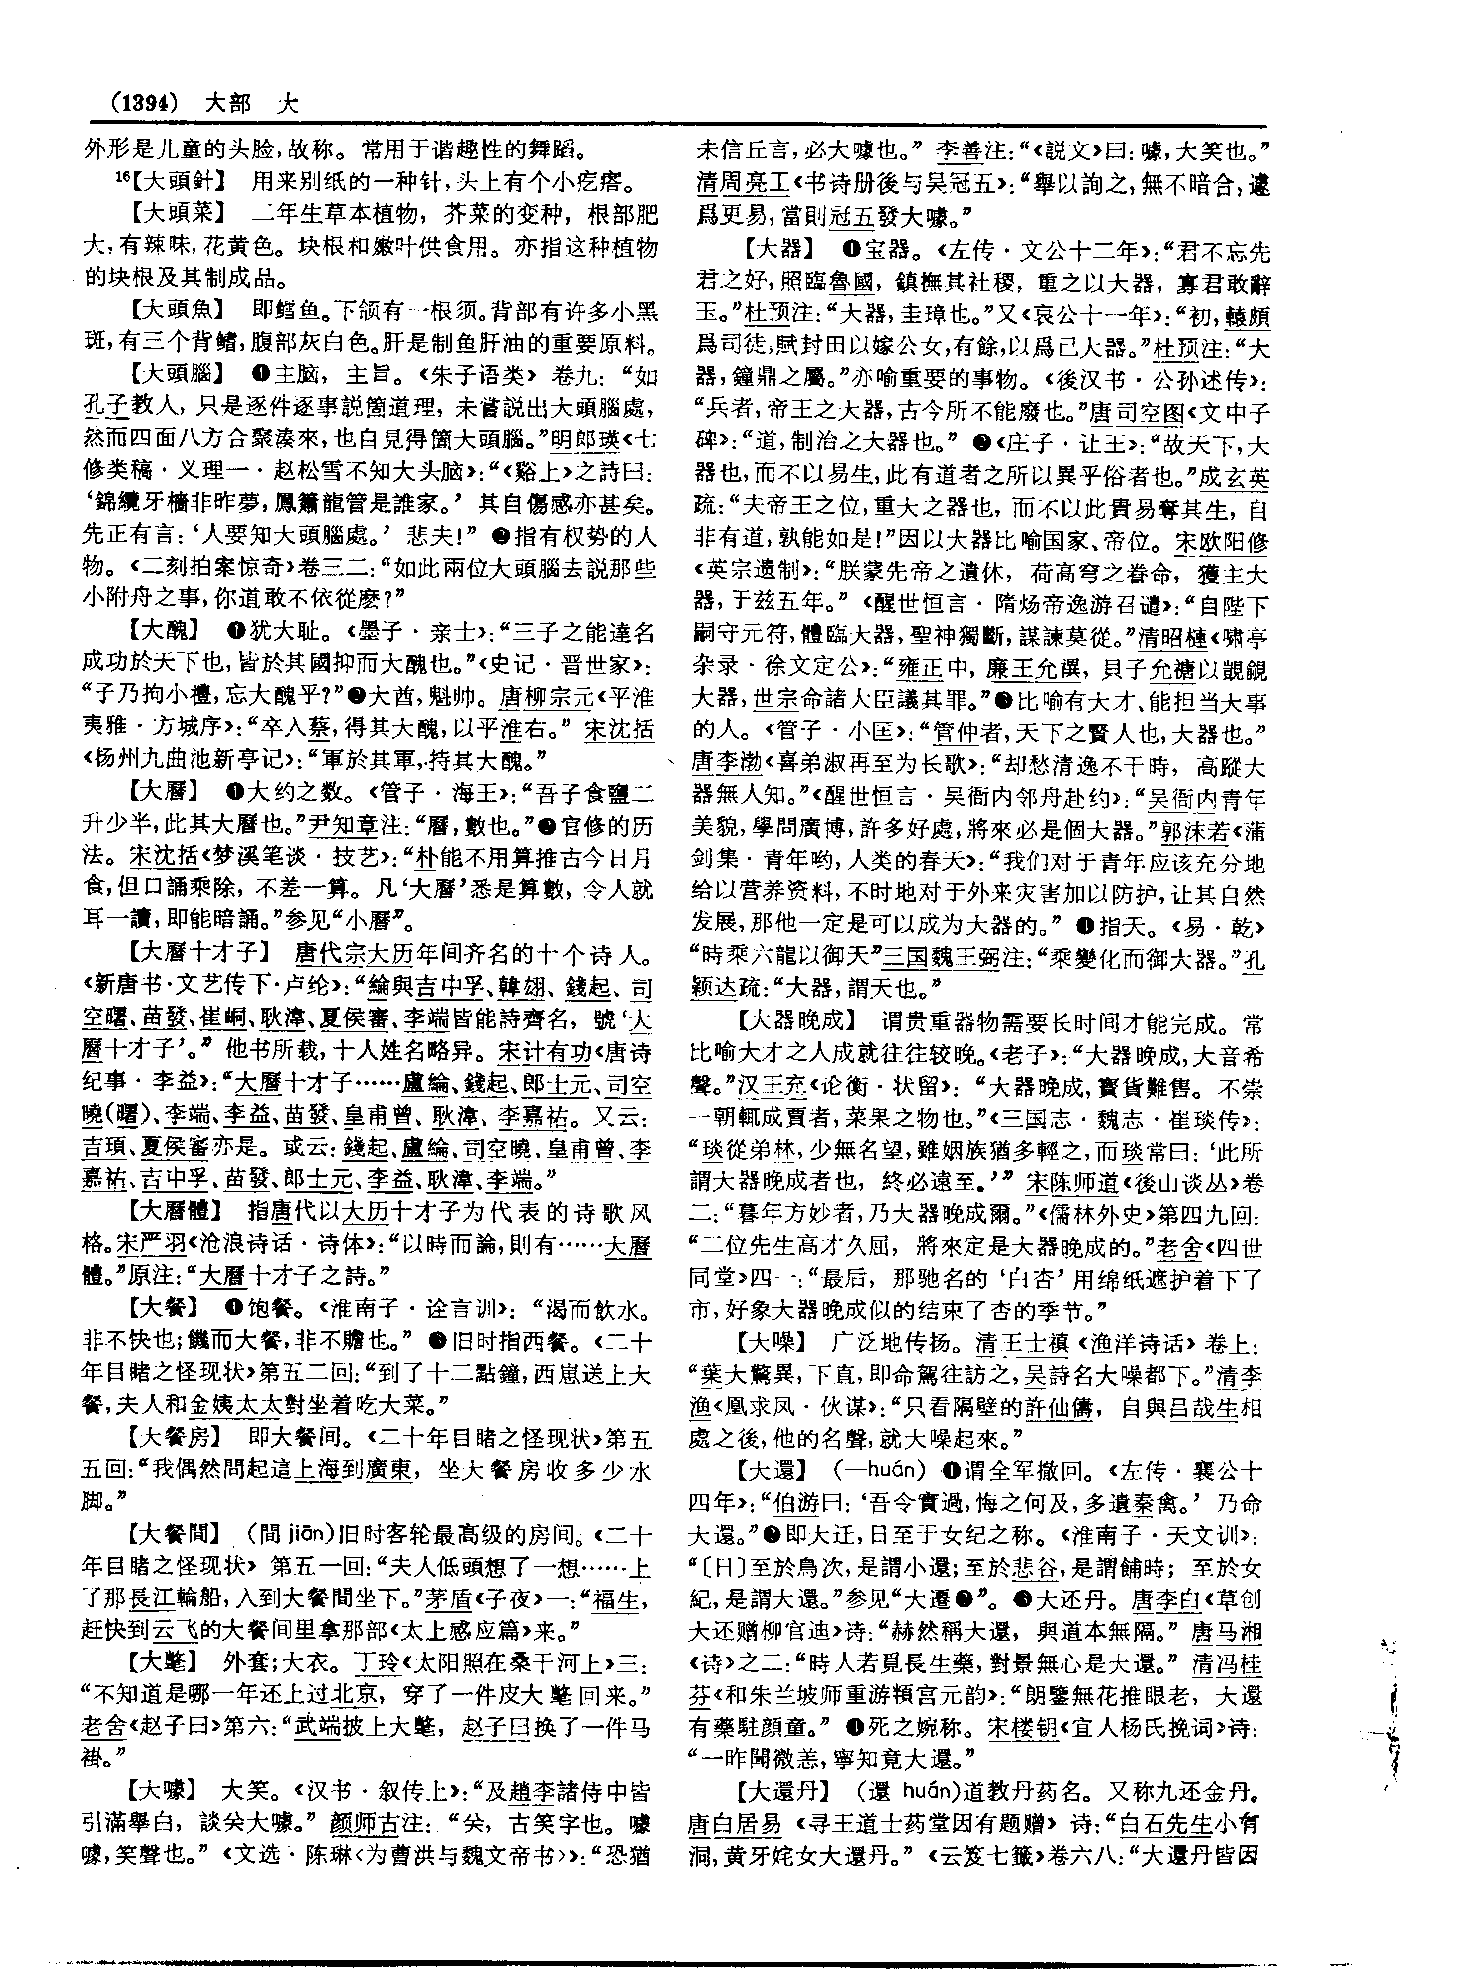 (1394) 大部 大
外形是儿童的头脸,故称。常用于谐趣性的舞蹈。
16【大頭針】 用来别纸的一种针,头上有个小疙瘩。
【大頭菜】 二年生草本植物，芥菜的变种，根部肥
大,有辣味,花黄色。块根和嫩叶供食用。亦指这种植物
的块根及其制成品。
【大頭魚】 即鳕鱼。下颌有一根须。背部有许多小黑
斑,有三个背鳍,腹部灰白色。肝是制鱼肝油的重要原料。
【大頭腦】 ❶主脑，主旨。《朱子语类》卷九：“如
孔子教人，只是逐件逐事説箇道理，未嘗説出大頭腦處，
然而四面八方合聚湊來,也自見得箇大頭腦。”明郎瑛《七
修类稿·义理一·赵松雪不知大头脑》:“《谿上》之詩曰：
‘錦纜牙檣非昨夢,鳳簫龍管是誰家。’其自傷感亦甚矣。
先正有言：‘人要知大頭腦處。’悲夫!” ❷指有权势的人
物。《二刻拍案惊奇》卷三二：“如此兩位大頭腦去説那些
小附舟之事,你道敢不依從麽?”
【大醜】 ❶犹大耻。《墨子·亲士》:“三子之能達名
成功於天下也,皆於其國抑而大醜也。”《史记·晋世家》：
“子乃拘小禮,忘大醜乎?”❷大酋,魁帅。唐柳宗元《平淮
夷雅·方城序》:“卒入蔡,得其大醜,以平淮右。” 宋沈括
《扬州九曲池新亭记》:“軍於其軍,持其大醜。”
【大曆】 ❶大约之数。《管子·海王》:“吾子食鹽二
升少半,此其大曆也。”尹知章注：“曆,數也。”❷官修的历
法。宋沈括《梦溪笔谈·技艺》:“朴能不用算推古今日月
食,但口誦乘除，不差一算。凡‘大曆’悉是算數，令人就
耳一讀,即能暗誦。”参见“小曆”。
【大曆十才子】 唐代宗大历年间齐名的十个诗人。
《新唐书·文艺传下·卢纶》:“綸與吉中孚、韓翃、錢起、司
空曙、苗發、崔峒、耿湋、夏侯審、李端皆能詩齊名，號‘大
曆十才子’。”他书所载,十人姓名略异。宋计有功《唐诗
纪事·李益》:“大曆十才子……盧綸、錢起、郎士元、司空
曉(曙)、李端、李益、苗發、皇甫曾、耿湋、李嘉祐。又云：
吉頊、夏侯審亦是。或云：錢起、盧綸、司空曉、皇甫曾、李
嘉祐、吉中孚、苗發、郎士元、李益、耿湋、李端。”
【大曆體】 指唐代以大历十才子为代表的诗歌风
格。宋严羽《沧浪诗话·诗体》:“以時而論,則有……大曆
體。”原注：“大曆十才子之詩。”
【大餐】 ❶饱餐。《淮南子·诠言训》：“渴而飲水。
非不快也;饑而大餐,非不贍也。” ❷旧时指西餐。《二十
年目睹之怪现状》第五二回：“到了十二點鐘,西崽送上大
餐,夫人和金姨太太對坐着吃大菜。”
【大餐房】 即大餐间。《二十年目睹之怪现状》第五
五回：“我偶然問起這上海到廣東，坐大餐房收多少水
脚。”
【大餐間】 (間 jiān)旧时客轮最高级的房间。《二十
年目睹之怪现状》第五一回：“夫人低頭想了一想……上
了那長江輪船,入到大餐間坐下。”茅盾《子夜》一：“福生，
赶快到云飞的大餐间里拿那部《太上感应篇》来。”
【大氅】 外套;大衣。丁玲《太阳照在桑干河上》三：
“不知道是哪一年还上过北京，穿了一件皮大氅回来。”
老舍《赵子曰》第六：“武端披上大氅，赵子曰换了一件马
褂。”
【大噱】 大笑。《汉书·叙传上》:“及趙李諸侍中皆
引滿舉白，談笑大噱。” 颜师古注：“关，古笑字也。噱
噱,笑聲也。”《文选·陈琳〈为曹洪与魏文帝书〉》:“恐猶
未信丘言,必大噱也。” 李善注：“《説文》曰：噱,大笑也。”
清周亮工《书诗册後与吴冠五》:“舉以詢之,無不暗合,遽
爲更易,當則冠五發大噱。”
【大器】 ❶宝器。《左传·文公十二年》:“君不忘先
君之好,照臨魯國，鎮撫其社稷，重之以大器，寡君敢辭
玉。”杜预注：“大器,圭璋也。”又《哀公十一年》:“初,轅頗
爲司徒,賦封田以嫁公女,有餘,以爲已大器。”杜预注：“大
器,鐘鼎之屬。”亦喻重要的事物。《後汉书·公孙述传》：
“兵者,帝王之大器,古今所不能廢也。”唐司空图《文中子
碑》:“道,制治之大器也。” ❷《庄子·让王》:“故天下,大
器也,而不以易生,此有道者之所以異乎俗者也。”成玄英
疏：“夫帝王之位,重大之器也，而不以此貴易奪其生，自
非有道,孰能如是!”因以大器比喻国家、帝位。宋欧阳修
《英宗遗制》:“朕蒙先帝之遺休，荷高穹之眷命，獲主大
器，于兹五年。”《醒世恒言·隋炀帝逸游召谴》:“自陛下
嗣守元符,體臨大器,聖神獨斷,謀諫莫從。”清昭槤《啸亭
杂录·徐文定公》:“雍正中，廉王允禩，貝子允禟以覬覦
大器，世宗命諸大臣議其罪。”❸比喻有大才、能担当大事
的人。《管子·小匡》:“管仲者,天下之賢人也,大器也。”
唐李渤《喜弟淑再至为长歌》:“却愁清逸不干時，高蹤大
器無人知。”《醒世恒言·吴衙内邻舟赴约》:“吴衙内青年
美貌,學問廣博,許多好處,將來必是個大器。”郭沫若《蒲
剑集·青年哟,人类的春天》:“我们对于青年应该充分地
给以营养资料,不时地对于外来灾害加以防护,让其自然
发展,那他一定是可以成为大器的。” ❹指天。《易·乾》
“時乘六龍以御天”三国魏王弼注：“乘變化而御大器。”孔
颖达疏：“大器,謂天也。”
【大器晚成】 谓贵重器物需要长时间才能完成。常
比喻大才之人成就往往较晚。《老子》:“大器晚成,大音希
聲。”汉王充《论衡·状留》：“大器晚成,寶貨難售。不崇
一朝輒成賈者,菜果之物也。”《三国志·魏志·崔琰传》：
“琰從弟林,少無名望,雖姻族猶多輕之,而琰常曰：‘此所
謂大器晚成者也，終必遠至。’” 宋陈师道《後山谈丛》卷
二：“暮年方妙者,乃大器晚成爾。”《儒林外史》第四九回：
“二位先生高才久屈，將來定是大器晚成的。”老舍《四世
同堂》四一：“最后，那驰名的‘白杏’用绵纸遮护着下了
市,好象大器晚成似的结束了杏的季节。”
【大噪】 广泛地传扬。清王士禛《渔洋诗话》卷上：
“葉大驚異,下直,即命駕往訪之,吴詩名大噪都下。”清李
渔《凰求凤·伙谋》:“只看隔壁的許仙儔，自與吕哉生相
處之後,他的名聲,就大噪起來。”
【大還】 (—huán) ❶谓全军撤回。《左传·襄公十
四年》:“伯游曰：‘吾令實過,悔之何及,多遺秦禽。’乃命
大還。”❷即大迁,日至于女纪之称。《淮南子·天文训》：
“〔日〕至於鳥次,是謂小還;至於悲谷,是謂餔時；至於女
紀,是謂大還。”参见“大遷❷”。❸大还丹。唐李白《草创
大还赠柳官迪》诗：“赫然稱大還，與道本無隔。” 唐马湘
《诗》之二：“時人若覓長生藥,對景無心是大還。” 清冯桂
芬《和朱兰坡师重游頖宫元韵》:“朗鑒無花推眼老，大還
有藥駐顔童。” ❹死之婉称。宋楼钥《宜人杨氏挽词》诗：
“一昨聞微恙,寧知竟大還。”
【大還丹】 (還 huán)道教丹药名。又称九还金丹。
唐白居易《寻王道士药堂因有题赠》诗：“白石先生小有
洞,黄牙姹女大還丹。”《云笈七籤》卷六八：“大還丹皆因